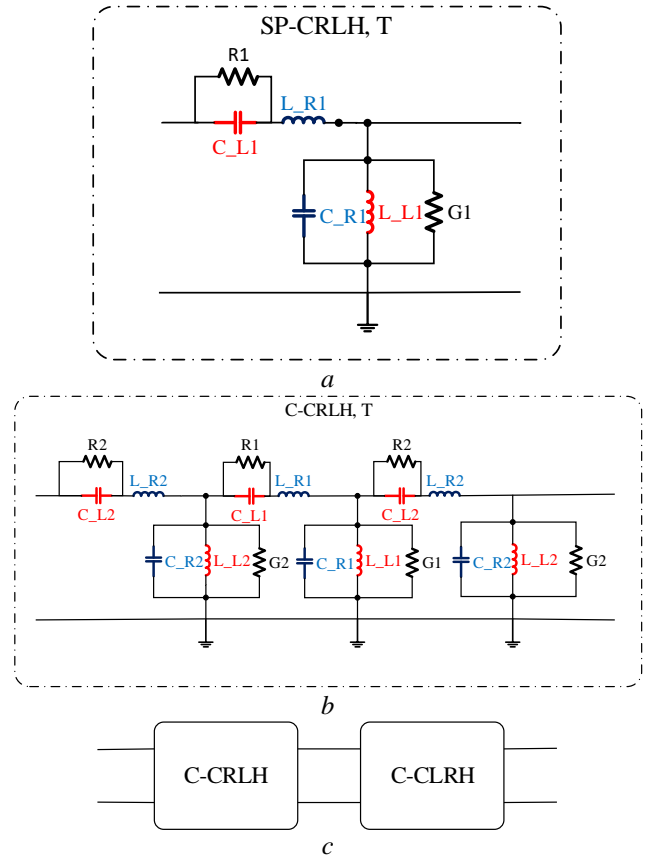 SP-CRLH, T
R1
L_R1
C_L1
C_R1 L_L1 G1
a
C-CRLH, T
R2 R1 R2
L_R2 L_R1 L_R2
C_L2 C_L1 C_L2
C_R2 L_L2 G2 C_R1 L_L1 G1 C_R2 L_L2 G2
b
C-CRLH C-CLRH
c